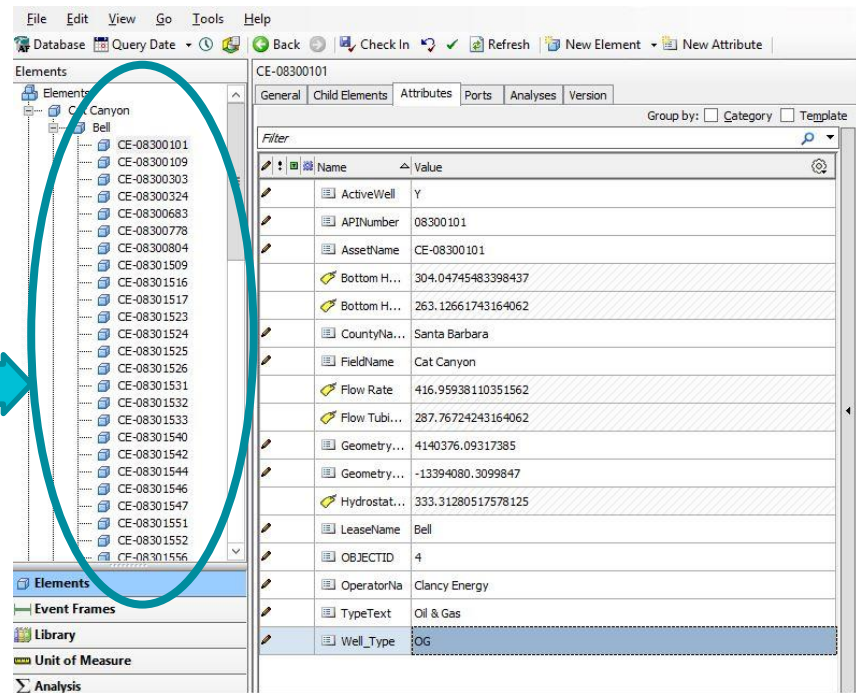 File Edit View Go Tools Help
Database Query Date Back Check In Refresh New Element New Attribute
Elements
Elements
Cat Canyon
Bell
CE-08300101
CE-08300109
CE-08300303
CE-08300324
CE-08300683
CE-08300778
CE-08300804
CE-08301509
CE-08301516
CE-08301517
CE-08301523
CE-08301524
CE-08301525
CE-08301526
CE-08301531
CE-08301532
CE-08301533
CE-08301540
CE-08301542
CE-08301544
CE-08301546
CE-08301547
CE-08301551
CE-08301552
CE-08301556
Elements
Event Frames
Library
Unit of Measure
Analysis
CE-08300101
General Child Elements Attributes Ports Analyses Version
Group by: Category Template
Filter
Name Value
ActiveWell Y
APINumber 08300101
AssetName CE-08300101
Bottom H... 304.04745483398437
Bottom H... 263.12661743164062
CountyNa... Santa Barbara
FieldName Cat Canyon
Flow Rate 416.95938110351562
Flow Tubi... 287.76724243164062
Geometry... 4140376.09317385
Geometry... -13394080.3099847
Hydrostat... 333.31280517578125
LeaseName Bell
OBJECTID 4
OperatorNa Clancy Energy
TypeText Oil & Gas
Well_Type OG